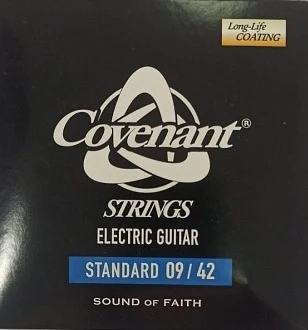 Long-Life
COATING
Covenant®
STRINGS
ELECTRIC GUITAR
STANDARD 09 / 42
SOUND OF FAITH